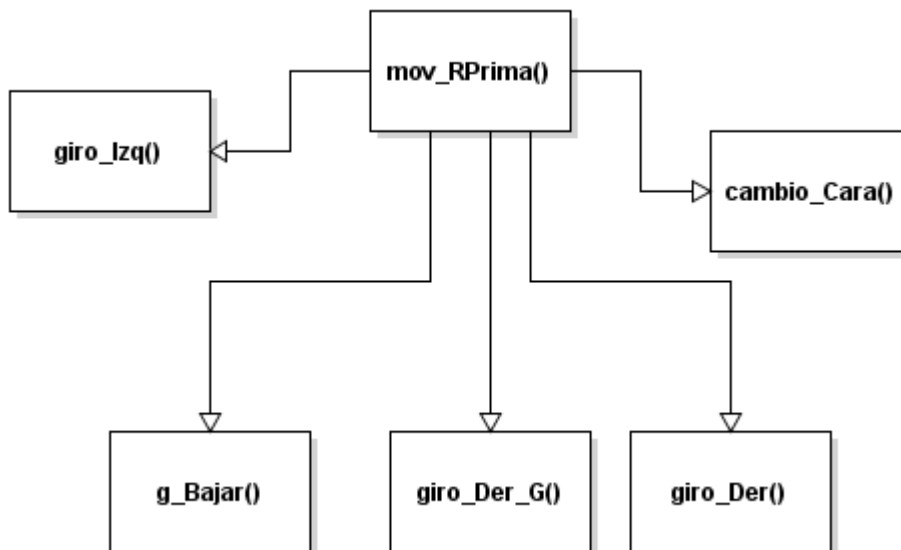 mov_RPrima()
giro_Izq()
cambio_Cara()
g_Bajar()
giro_Der_G()
giro_Der()